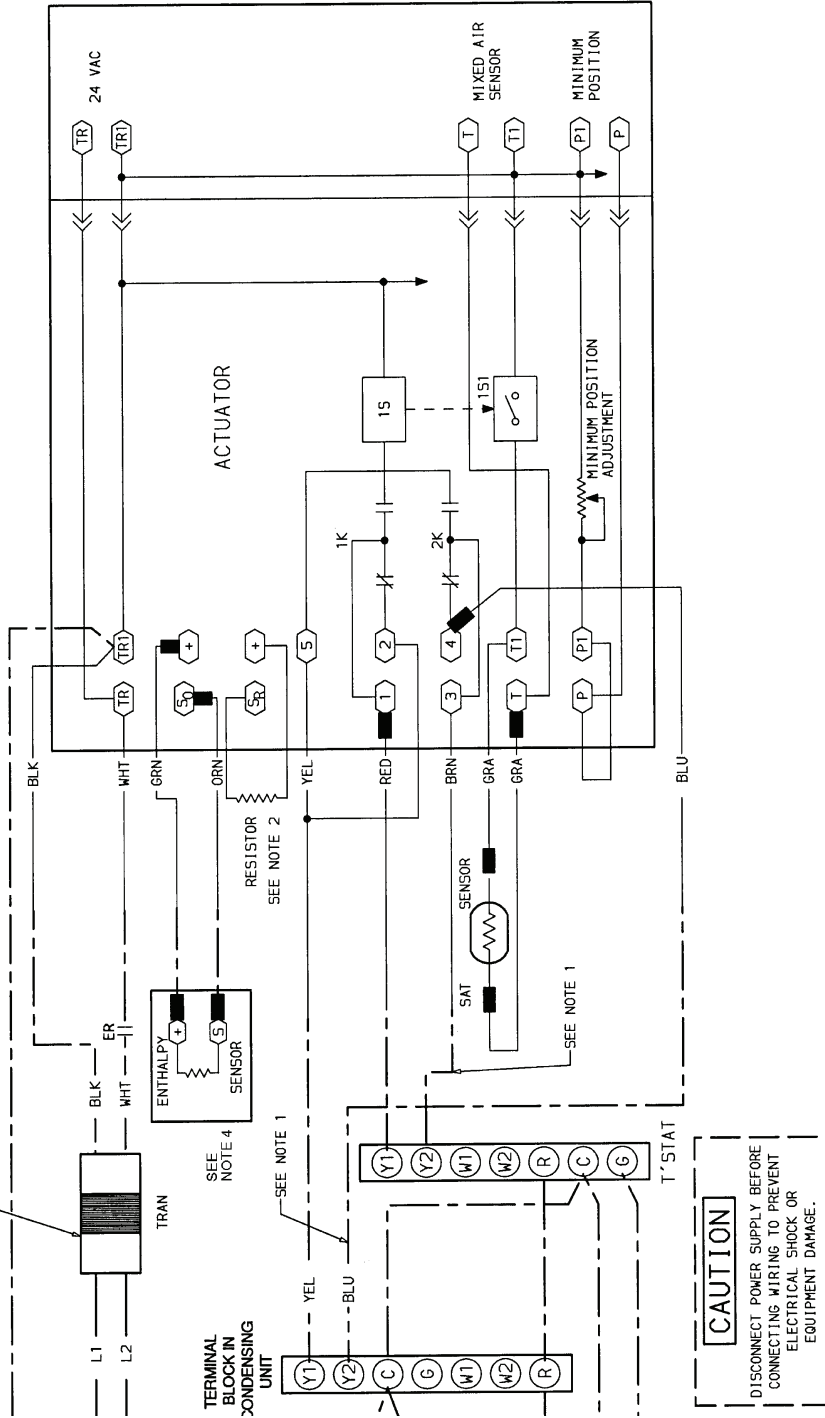 24 VAC
TR
TR1
MIXED AIR
SENSOR
T
T1
MINIMUM
POSITION
P1
P
ACTUATOR
1S
1S1
MINIMUM POSITION
ADJUSTMENT
1K
2K
TR1
TR
+
SO
+
SR
5
2
1
4
3
T1
T
P1
P
BLK
WHT
GRN
ORN
YEL
RED
BRN
GRA
GRA
BLU
RESISTOR
SEE NOTE 2
SENSOR
SAT
SEE NOTE 1
ER
ENTHALPY
+
S
SENSOR
SEE
NOTE 4
BLK
WHT
TRAN
L1
L2
SEE NOTE 1
YEL
BLU
Y1
Y2
W1
W2
R
C
G
T'STAT
TERMINAL
BLOCK IN
CONDENSING
UNIT
Y1
Y2
C
G
W1
W2
R
CAUTION
DISCONNECT POWER SUPPLY BEFORE
CONNECTING WIRING TO PREVENT
ELECTRICAL SHOCK OR
EQUIPMENT DAMAGE.